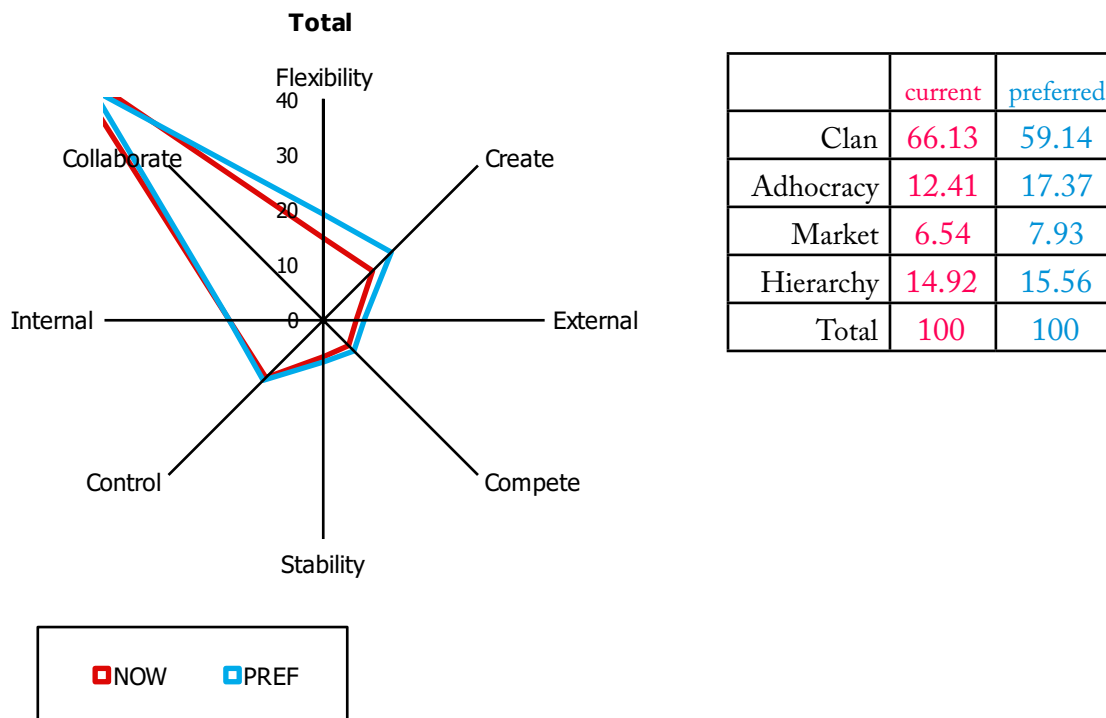 Total
Flexibility
40
30
20
10
0
Collaborate
Create
Internal
External
Control
Compete
Stability
NOW PREF
current preferred
Clan 66.13 59.14
Adhocracy 12.41 17.37
Market 6.54 7.93
Hierarchy 14.92 15.56
Total 100 100